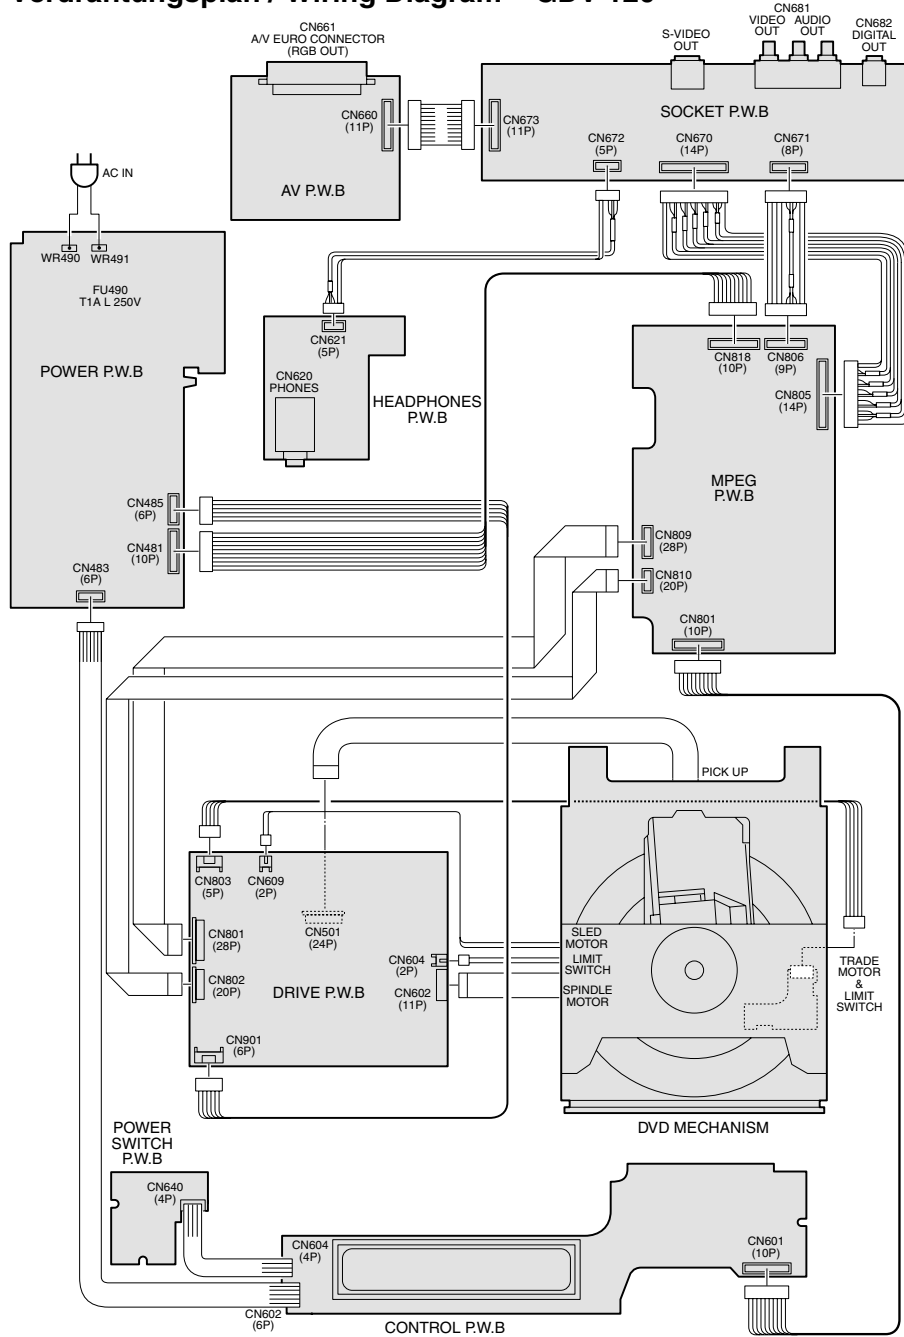 CN661
A/V EURO CONNECTOR
(RGB OUT)
S-VIDEO
OUT
CN681
VIDEO AUDIO
OUT OUT
CN682
DIGITAL
OUT
CN660
(11P)
CN673
(11P)
SOCKET P.W.B
CN672
(5P)
CN670
(14P)
CN671
(8P)
AC IN
AV P.W.B
WR490 WR491
FU490
T1A L 250V
POWER P.W.B
CN621
(5P)
CN620
PHONES
HEADPHONES
P.W.B
CN818
(10P)
CN806
(9P)
CN805
(14P)
MPEG
P.W.B
CN485
(6P)
CN481
(10P)
CN483
(6P)
CN809
(28P)
CN810
(20P)
CN801
(10P)
PICK UP
CN803
(5P)
CN609
(2P)
CN501
(24P)
CN801
(28P)
CN802
(20P)
DRIVE P.W.B
CN604
(2P)
CN602
(11P)
CN901
(6P)
SLED
MOTOR
LIMIT
SWITCH
SPINDLE
MOTOR
TRADE
MOTOR
&
LIMIT
SWITCH
DVD MECHANISM
POWER
SWITCH
P.W.B
CN640
(4P)
CN604
(4P)
CN601
(10P)
CN602
(6P)
CONTROL P.W.B